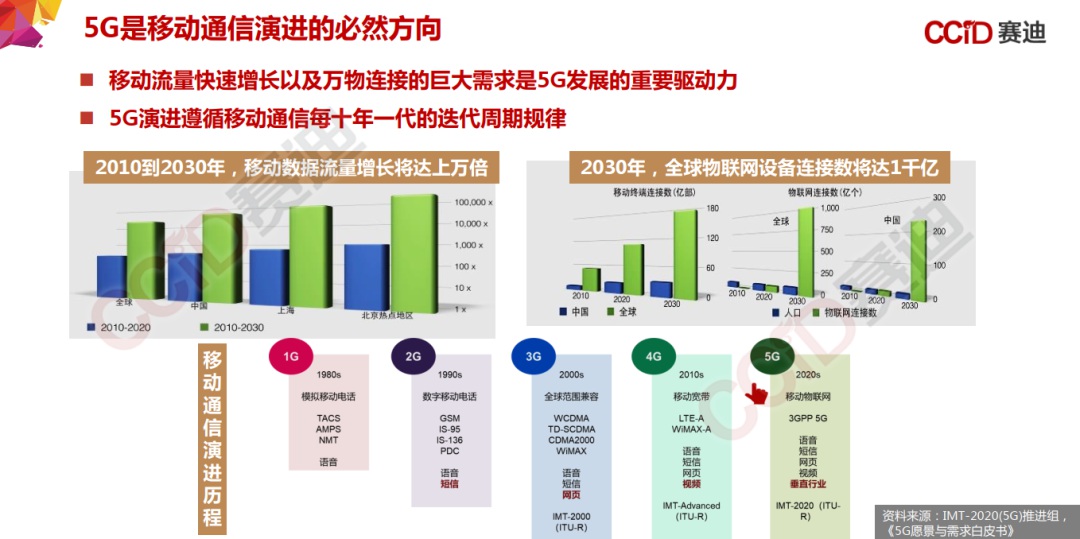 5G是移动通信演进的必然方向
CCID 赛迪
移动流量快速增长以及万物连接的巨大需求是5G发展的重要驱动力
5G演进遵循移动通信每十年一代的迭代周期规律
2010到2030年，移动数据流量增长将达上万倍
100,000 x
10,000 x
1,000 x
100 x
10 x
1 x
全球
中国
上海
北京热点地区
2010-2020
2010-2030
2030年，全球物联网设备连接数将达1千亿
移动终端连接数(亿部)
180
120
60
0
2010
2020
2030
中国
全球
物联网连接数(亿个)
全球
1,000
750
500
250
0
2010
2020
2030
中国
300
200
100
0
2010
2020
2030
人口
物联网连接数
移动通信演进历程
1G
1980s
模拟移动电话
TACS
AMPS
NMT
语音
2G
1990s
数字移动电话
GSM
IS-95
IS-136
PDC
语音
短信
3G
2000s
全球范围兼容
WCDMA
TD-SCDMA
CDMA2000
WiMAX
语音
短信
网页
IMT-2000
(ITU-R)
4G
2010s
移动宽带
LTE-A
WiMAX-A
语音
短信
网页
视频
IMT-Advanced
(ITU-R)
5G
2020s
移动物联网
3GPP 5G
语音
短信
网页
视频
垂直行业
IMT-2020（ITU-
R)
资料来源：IMT-2020(5G)推进组，
《5G愿景与需求白皮书》
CCID赛迪
CCID赛迪